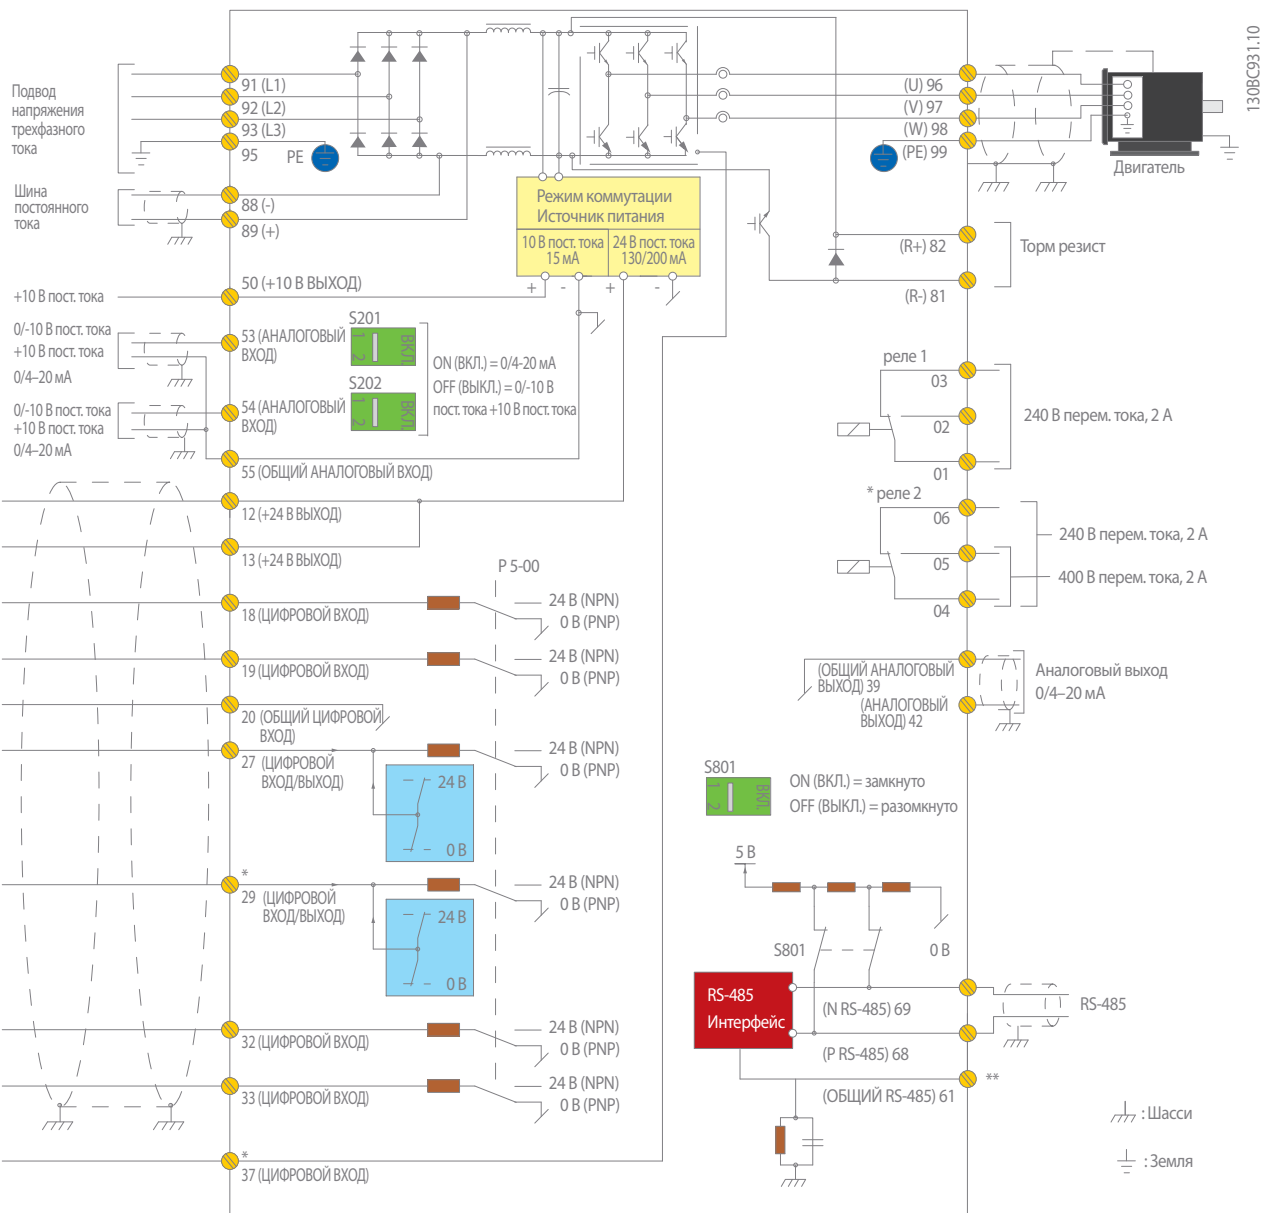 130BC931.10
Подвод
напряжения
трехфазного
тока
91 (L1)
92 (L2)
93 (L3)
95
PE
Шина
постоянного
тока
88 (-)
89 (+)
Режим коммутации
Источник питания
10 В пост. тока
15 мА
24 В пост. тока
130/200 мА
+ - + -
(U) 96
(V) 97
(W) 98
(PE) 99
Двигатель
(R+) 82
(R-) 81
Торм резист
+10 В пост. тока
50 (+10 В ВЫХОД)
0/-10 В пост. тока
+10 В пост. тока
0/4–20 мА
53 (АНАЛОГОВЫЙ
ВХОД)
S201
1
2
ВКЛ.
0/-10 В пост. тока
+10 В пост. тока
0/4–20 мА
54 (АНАЛОГОВЫЙ
ВХОД)
S202
1
2
ВКЛ.
ON (ВКЛ.) = 0/4-20 мА
OFF (ВЫКЛ.) = 0/-10 В
пост. тока +10 В пост. тока
55 (ОБЩИЙ АНАЛОГОВЫЙ ВХОД)
12 (+24 В ВЫХОД)
13 (+24 В ВЫХОД)
P 5-00
18 (ЦИФРОВОЙ ВХОД)
24 В (NPN)
0 В (PNP)
19 (ЦИФРОВОЙ ВХОД)
24 В (NPN)
0 В (PNP)
20 (ОБЩИЙ ЦИФРОВОЙ
ВХОД)
27 (ЦИФРОВОЙ
ВХОД/ВЫХОД)
24 В (NPN)
0 В (PNP)
24 В
0 В
*
29 (ЦИФРОВОЙ
ВХОД/ВЫХОД)
24 В (NPN)
0 В (PNP)
24 В
0 В
32 (ЦИФРОВОЙ ВХОД)
24 В (NPN)
0 В (PNP)
33 (ЦИФРОВОЙ ВХОД)
24 В (NPN)
0 В (PNP)
*
37 (ЦИФРОВОЙ ВХОД)
реле 1
03
02
01
240 В перем. тока, 2 А
* реле 2
06
05
04
240 В перем. тока, 2 А
400 В перем. тока, 2 А
(ОБЩИЙ АНАЛОГОВЫЙ
ВЫХОД) 39
(АНАЛОГОВЫЙ
ВЫХОД) 42
Аналоговый выход
0/4–20 мА
S801
1
2
ВКЛ.
ON (ВКЛ.) = замкнуто
OFF (ВЫКЛ.) = разомкнуто
5 В
S801
0 В
RS-485
Интерфейс
(N RS-485) 69
(P RS-485) 68
(ОБЩИЙ RS-485) 61
**
RS-485
: Шасси
: Земля